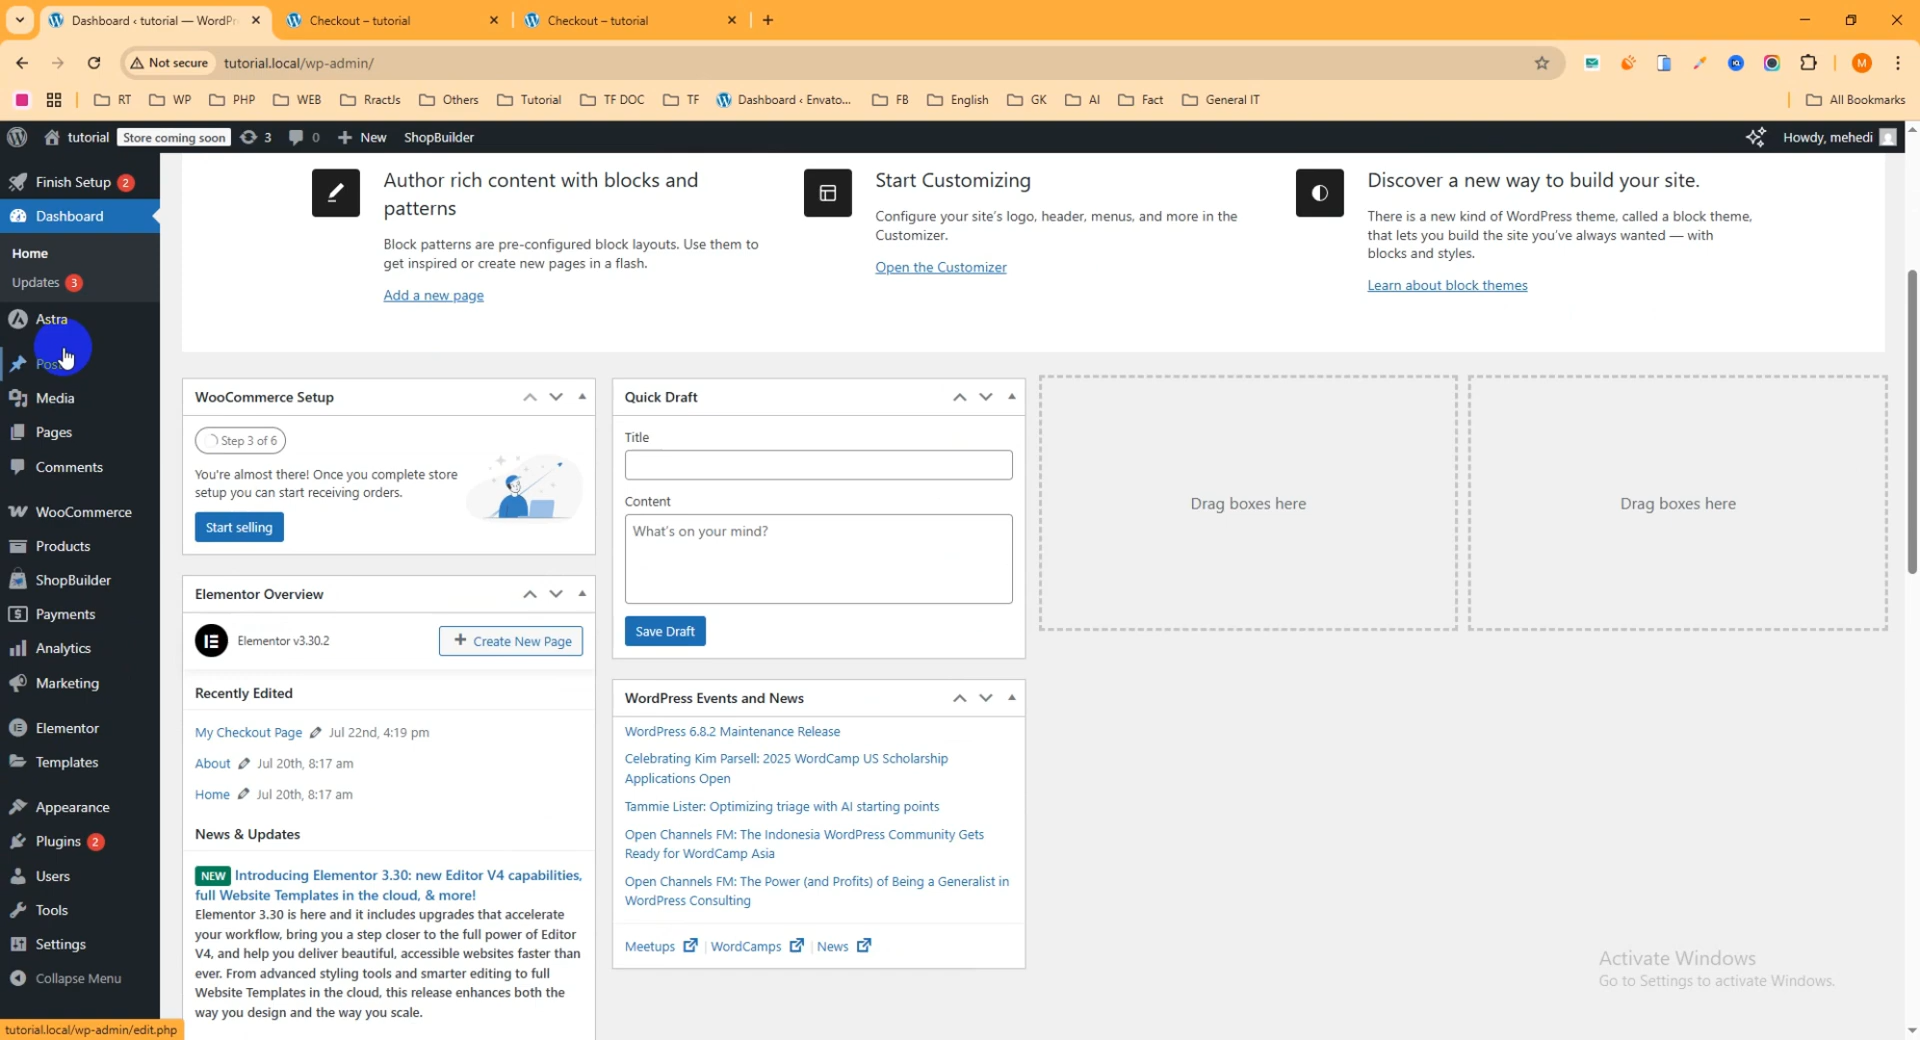 Dashboard ‹ tutorial — WordPr
Checkout – tutorial
Checkout – tutorial
Not secure
tutorial.local/wp-admin/
RT
WP
PHP
WEB
RractJs
Others
Tutorial
TF DOC
TF
Dashboard ‹ Envato...
FB
English
GK
AI
Fact
General IT
All Bookmarks
tutorial
Store coming soon
3
0
New
ShopBuilder
Howdy, mehedi
Finish Setup 2
Dashboard
Home
Updates 3
Astra
Media
Pages
Comments
WooCommerce
Products
ShopBuilder
Payments
Analytics
Marketing
Elementor
Templates
Appearance
Plugins 2
Users
Tools
Settings
Collapse Menu
tutorial.local/wp-admin/edit.php
Author rich content with blocks and
patterns
Block patterns are pre-configured block layouts. Use them to
get inspired or create new pages in a flash.
Add a new page
Start Customizing
Configure your site's logo, header, menus, and more in the
Customizer.
Open the Customizer
Discover a new way to build your site.
There is a new kind of WordPress theme, called a block theme,
that lets you build the site you've always wanted — with
blocks and styles.
Learn about block themes
WooCommerce Setup
Step 3 of 6
You're almost there! Once you complete store
setup you can start receiving orders.
Start selling
Elementor Overview
Elementor v3.30.2
+ Create New Page
Recently Edited
My Checkout Page Jul 22nd, 4:19 pm
About Jul 20th, 8:17 am
Home Jul 20th, 8:17 am
News & Updates
NEW Introducing Elementor 3.30: new Editor V4 capabilities,
full Website Templates in the cloud, & more!
Elementor 3.30 is here and it includes upgrades that accelerate
your workflow, bring you a step closer to the full power of Editor
V4, and help you deliver beautiful, accessible websites faster than
ever. From advanced styling tools and smarter editing to full
Website Templates in the cloud, this release enhances both the
way you design and the way you scale.
Quick Draft
Title
Content
What's on your mind?
Save Draft
WordPress Events and News
WordPress 6.8.2 Maintenance Release
Celebrating Kim Parsell: 2025 WordCamp US Scholarship
Applications Open
Tammie Lister: Optimizing triage with AI starting points
Open Channels FM: The Indonesia WordPress Community Gets
Ready for WordCamp Asia
Open Channels FM: The Power (and Profits) of Being a Generalist in
WordPress Consulting
Meetups | WordCamps | News
Drag boxes here
Drag boxes here
Activate Windows
Go to Settings to activate Windows.